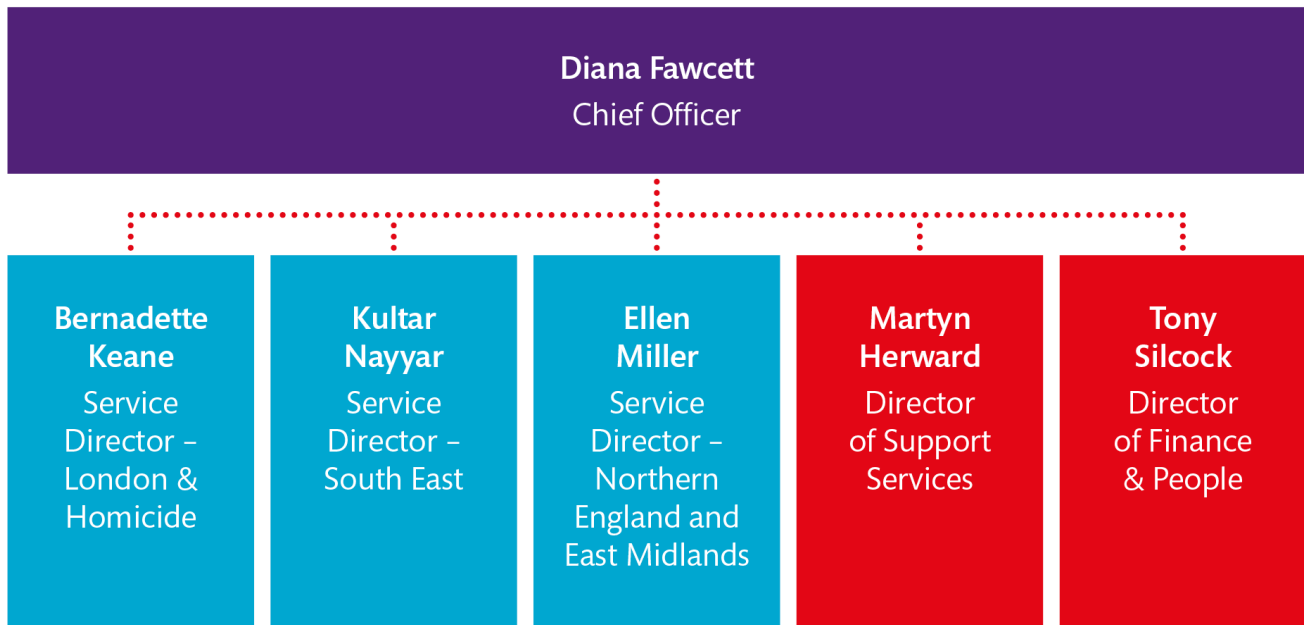 Diana Fawcett
Chief Officer
Bernadette
Keane
Service
Director –
London &
Homicide
Kultar
Nayyar
Service
Director –
South East
Ellen
Miller
Service
Director –
Northern
England and
East Midlands
Martyn
Herward
Director
of Support
Services
Tony
Silcock
Director
of Finance
& People